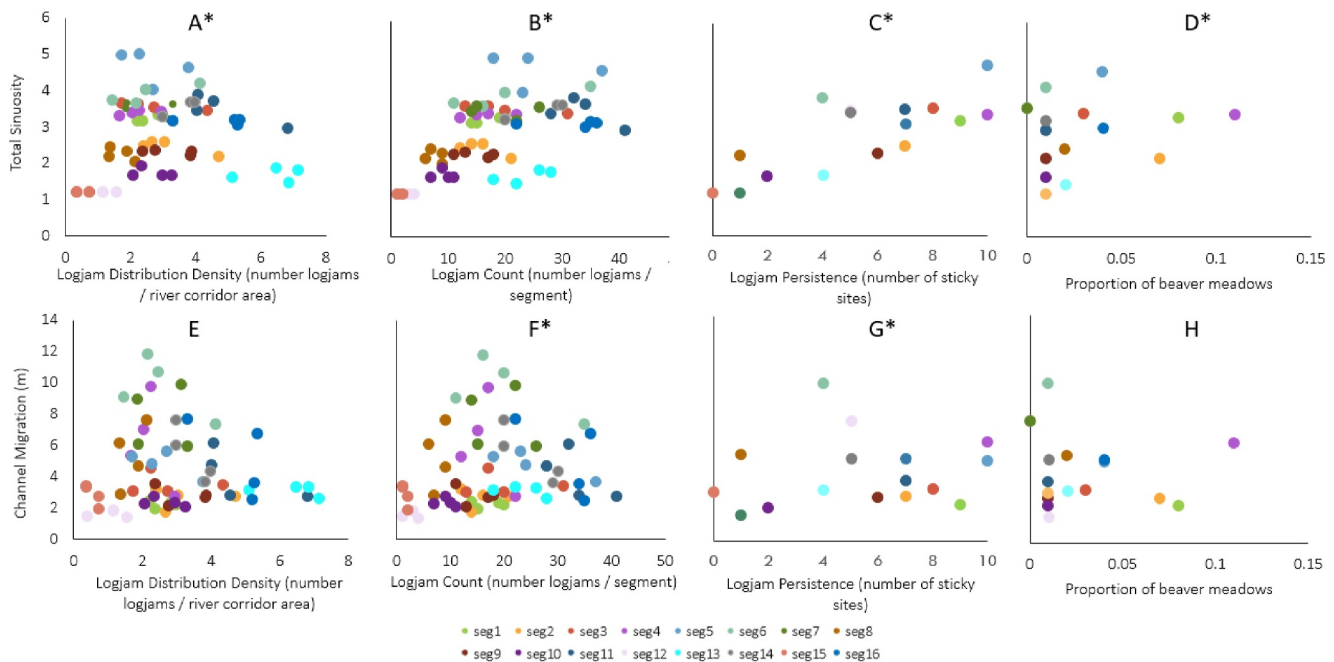 A* B* C* D*
Total Sinuosity
6
5
4
3
2
1
0
0 2 4 6 8
0 10 20 30 40
0 2 4 6 8 10
0 0.05 0.1 0.15
Logjam Distribution Density (number logjams
/ river corridor area)
Logjam Count (number logjams /
segment)
Logjam Persistence (number of sticky
sites)
Proportion of beaver meadows
E F* G* H
Channel Migration (m)
14
12
10
8
6
4
2
0
0 2 4 6 8
0 10 20 30 40 50
0 2 4 6 8 10
0 0.05 0.1 0.15
Logjam Distribution Density (number
logjams / river corridor area)
Logjam Count (number logjams / segment)
Logjam Persistence (number of sticky
sites)
Proportion of beaver meadows
seg1 seg2 seg3 seg4 seg5 seg6 seg7 seg8
seg9 seg10 seg11 seg12 seg13 seg14 seg15 seg16